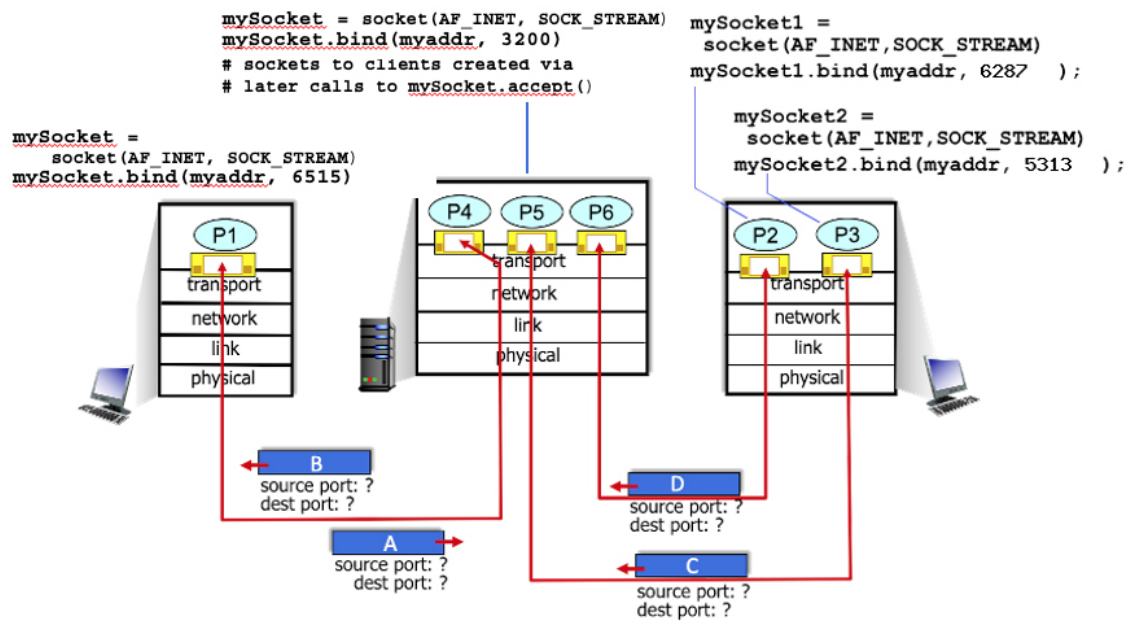 mySocket = socket(AF_INET, SOCK_STREAM)
mySocket.bind(myaddr, 3200)
# sockets to clients created via
# later calls to mySocket.accept()
mySocket1 =
socket(AF_INET,SOCK_STREAM)
mySocket1.bind(myaddr, 6287 );
mySocket2 =
socket(AF_INET,SOCK_STREAM)
mySocket2.bind(myaddr, 5313 );
mySocket =
socket(AF_INET, SOCK_STREAM)
mySocket.bind(myaddr, 6515)
P1
transport
network
link
physical
P4 P5 P6
transport
network
link
physical
P2 P3
transport
network
link
physical
B
source port: ?
dest port: ?
A
source port: ?
dest port: ?
D
source port: ?
dest port: ?
C
source port: ?
dest port: ?